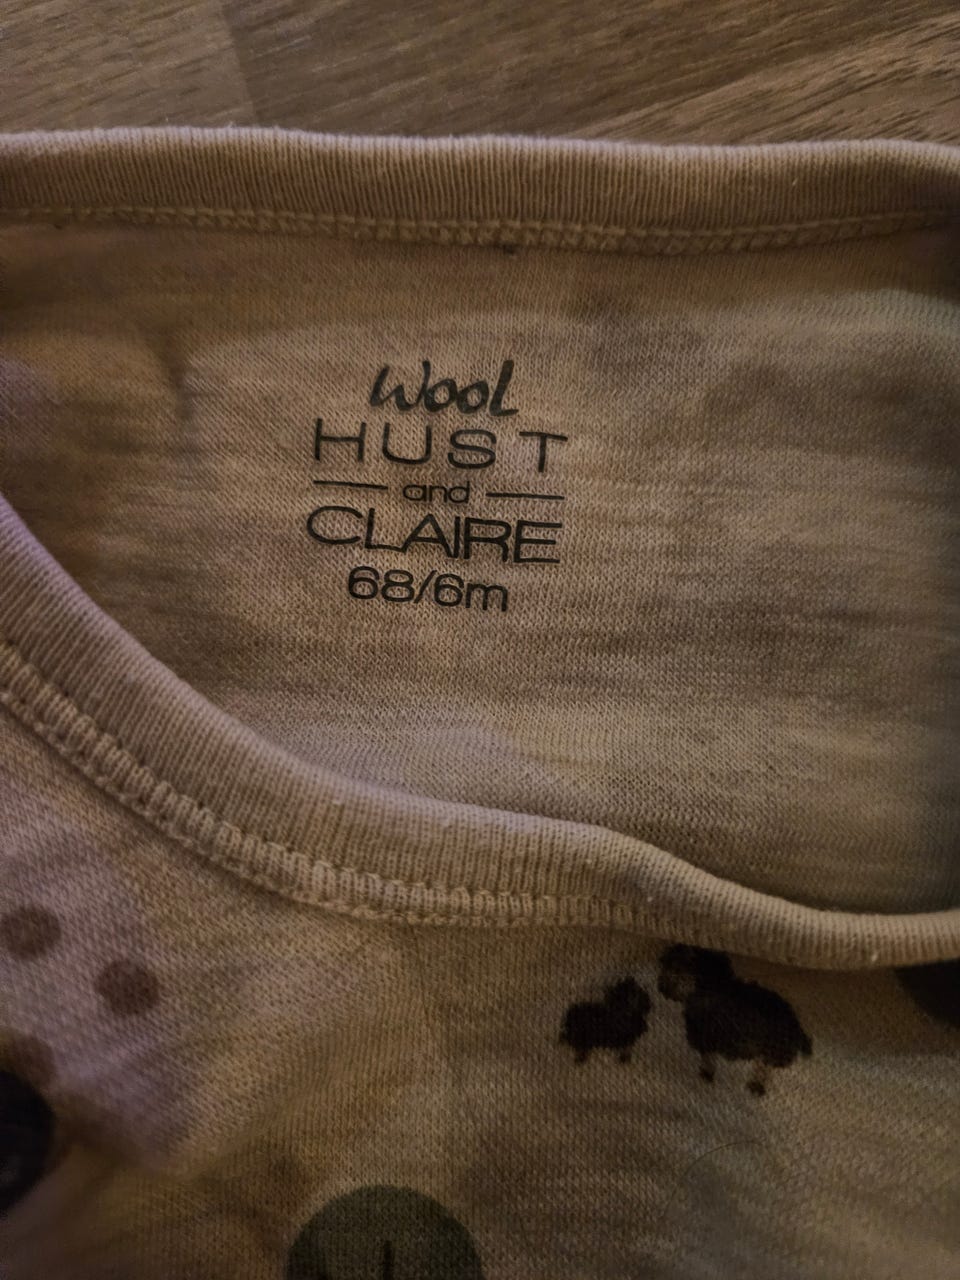 Wool
HUST
and
CLAIRE
68/6m